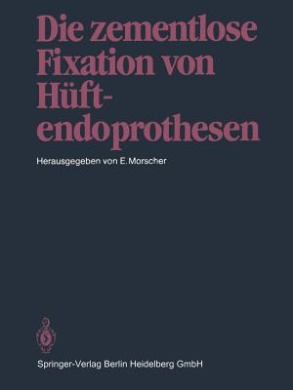 Die zementlose
Fixation von
Hüft-
endoprothesen
Herausgegeben von E. Morscher
Springer-Verlag Berlin Heidelberg GmbH